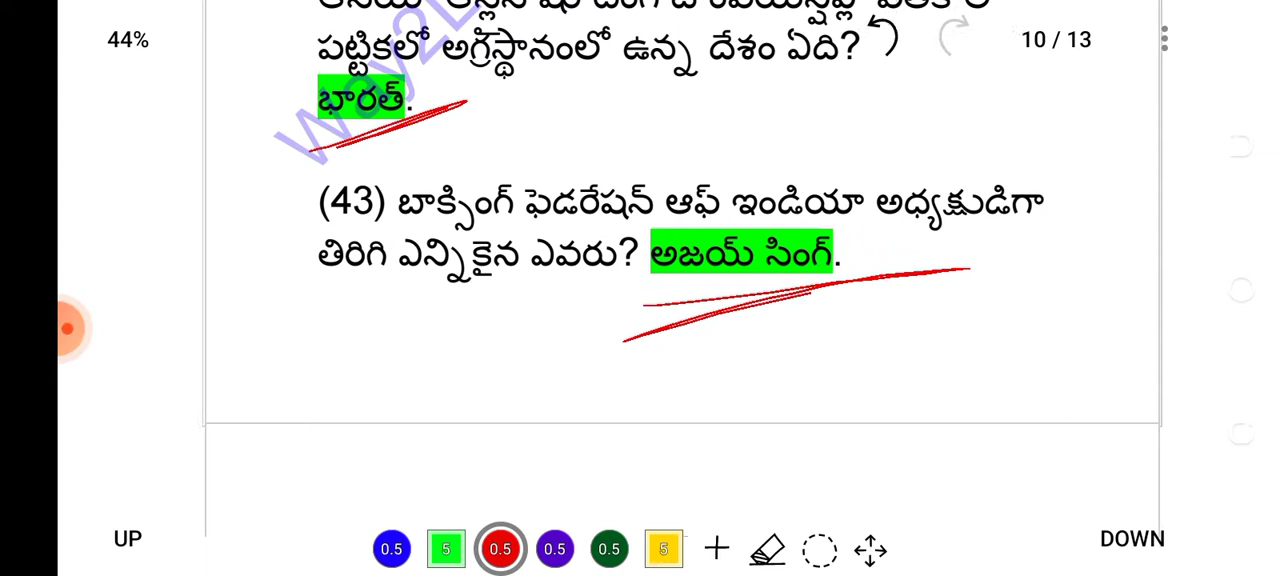 44%
10 / 13
పట్టికలో అగ్రస్థానంలో ఉన్న దేశం ఏది?
భారత్.
(43) బాక్సింగ్ ఫెడరేషన్ ఆఫ్ ఇండియా అధ్యక్షుడిగా
తిరిగి ఎన్నికైన ఎవరు? అజయ్ సింగ్.
UP
0.5 5 0.5 0.5 0.5 5
DOWN